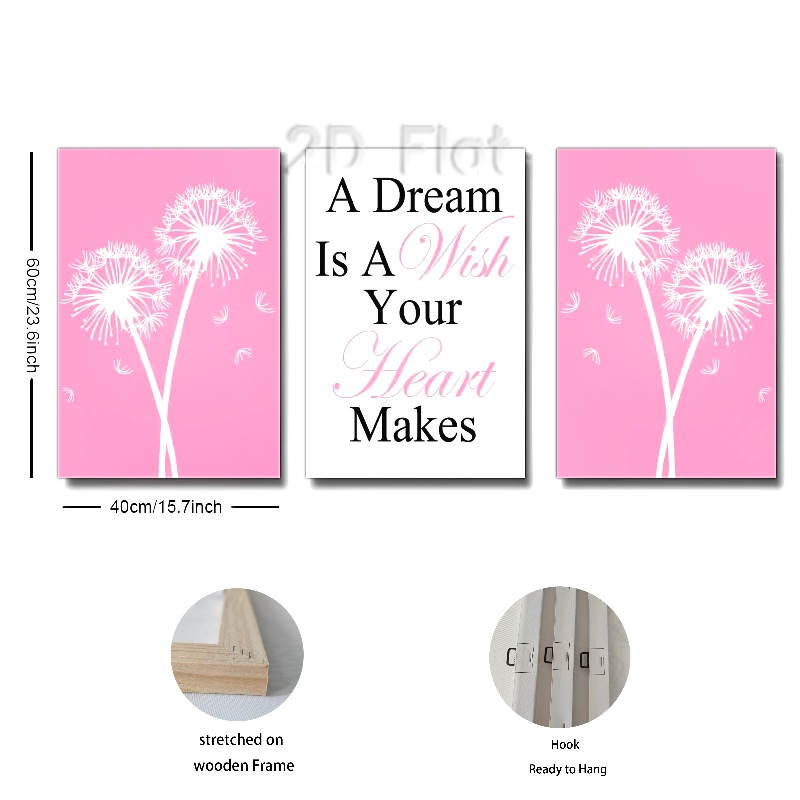 2D Flat
A Dream
Is A Wish
Your
Heart
Makes
60cm/23.6inch
40cm/15.7inch
stretched on
wooden Frame
Hook
Ready to Hang